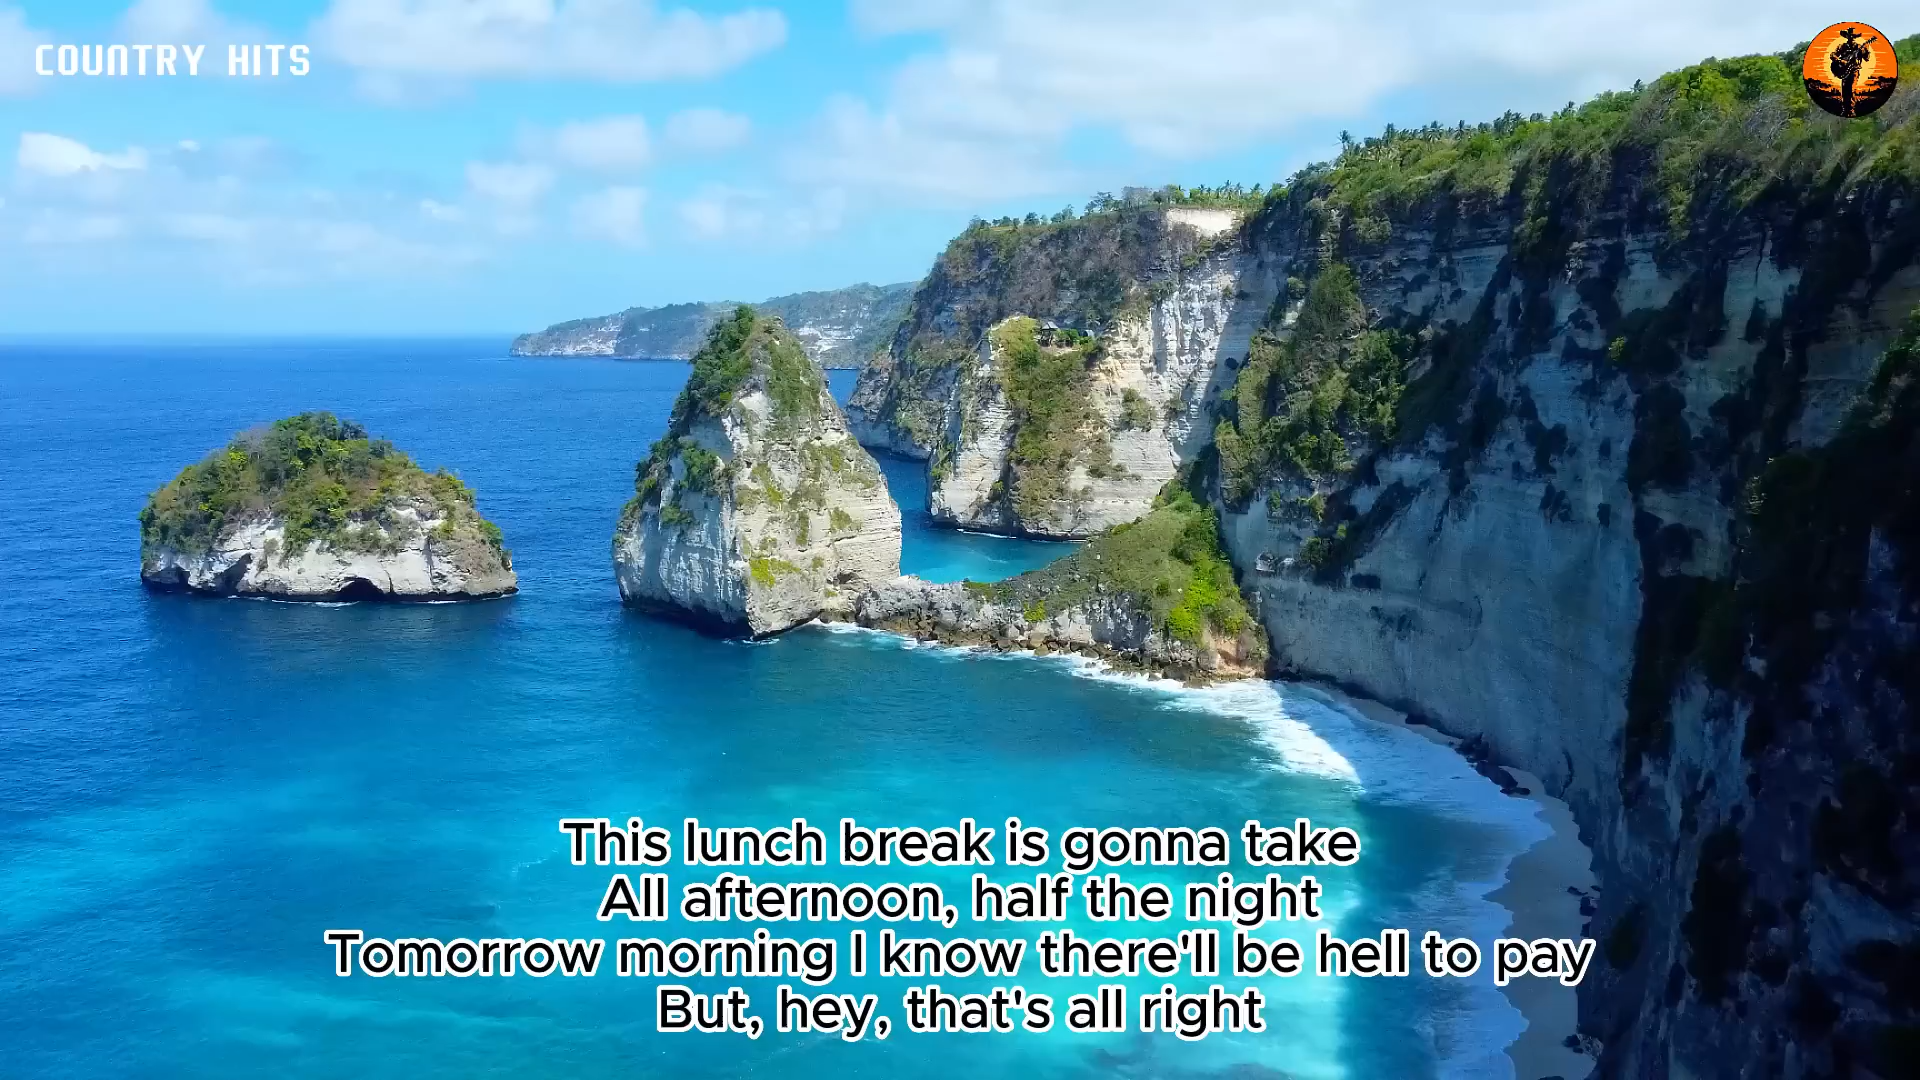 COUNTRY HITS
This lunch break is gonna take
All afternoon, half the night
Tomorrow morning I know there'll be hell to pay
But, hey, that's all right